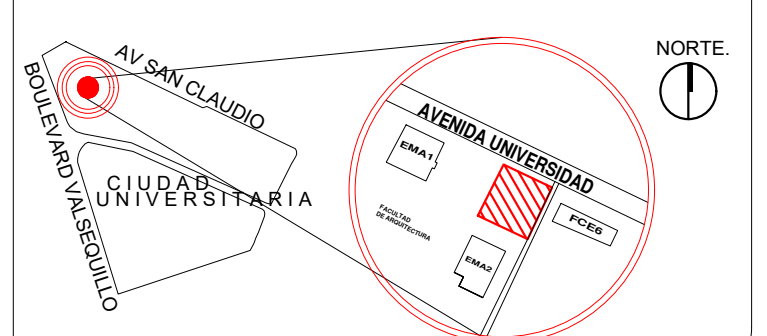 NORTE.
AV SAN CLAUDIO
BOULEVARD VALSEQUILLO
CIUDAD
UNIVERSITARIA
AVENIDA UNIVERSIDAD
EMA1
FACULTAD
DE ARQUITECTURA
FCE6
EMA2